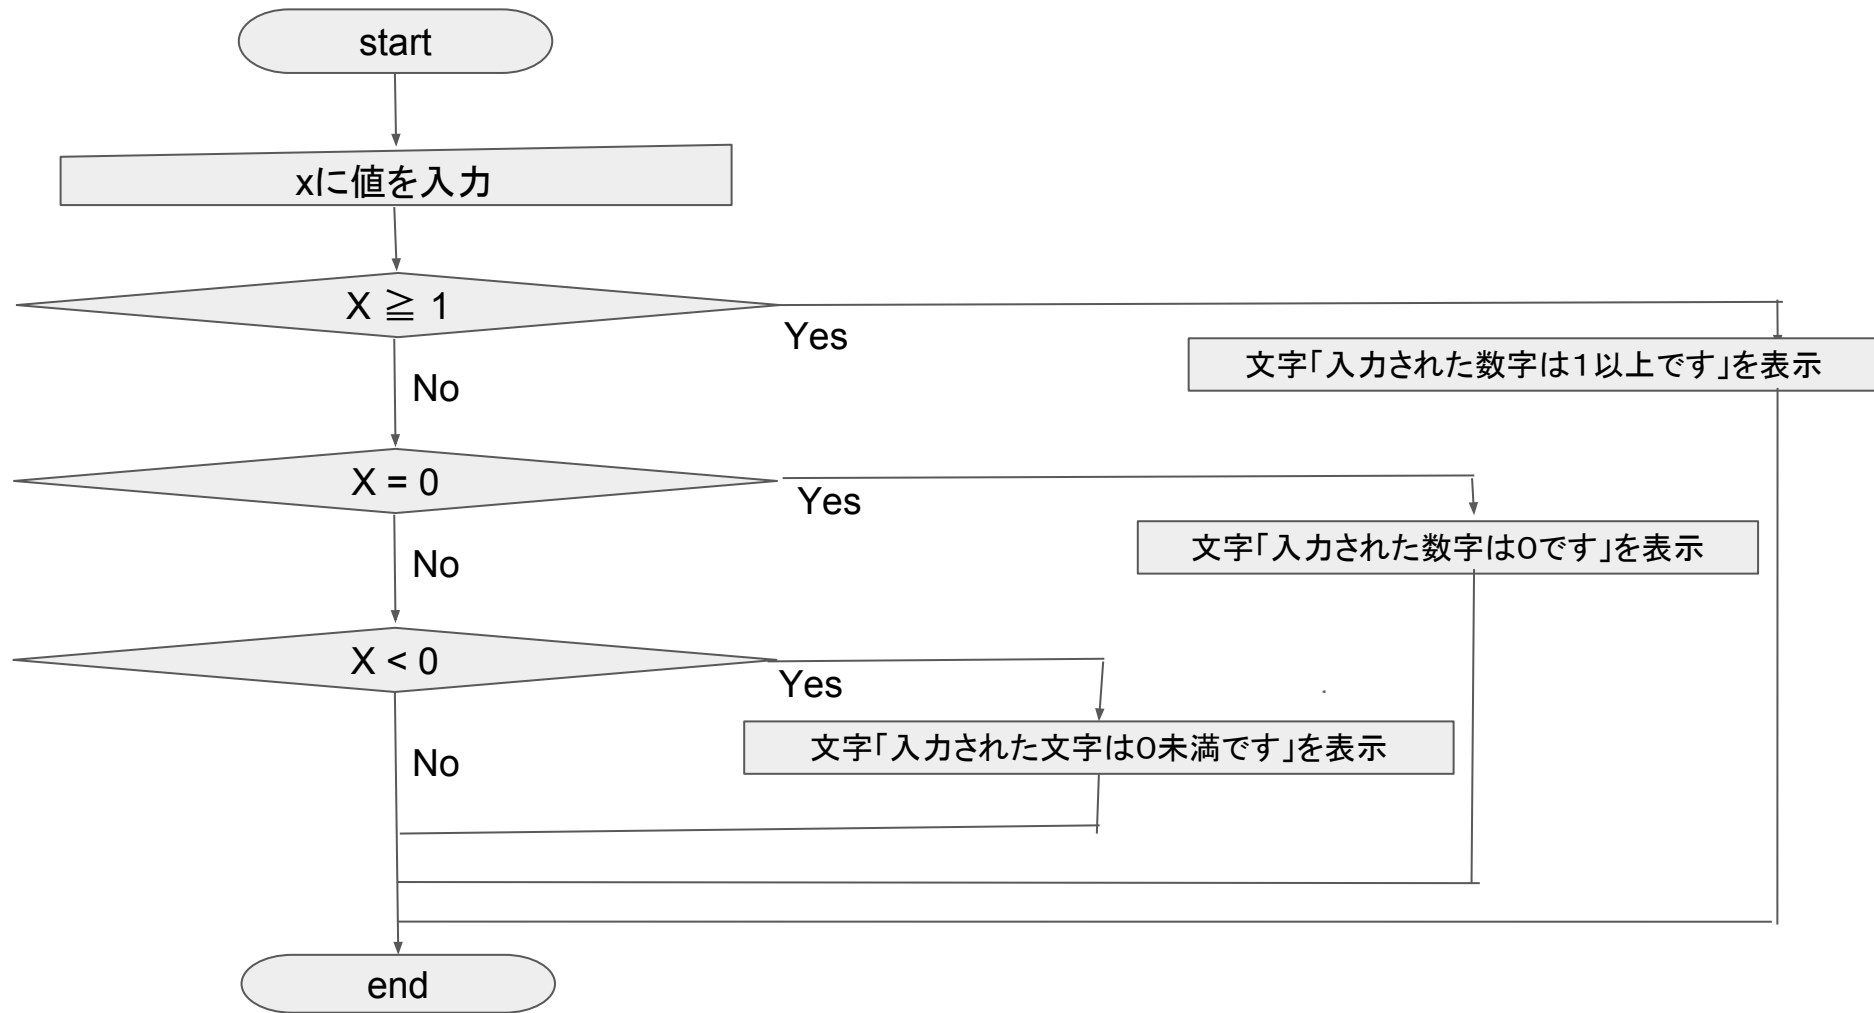 start
xに値を入力
X ≧ 1
Yes
文字「入力された数字は１以上です」を表示
No
X = 0
Yes
文字「入力された数字は０です」を表示
No
X < 0
Yes
文字「入力された文字は０未満です」を表示
No
end